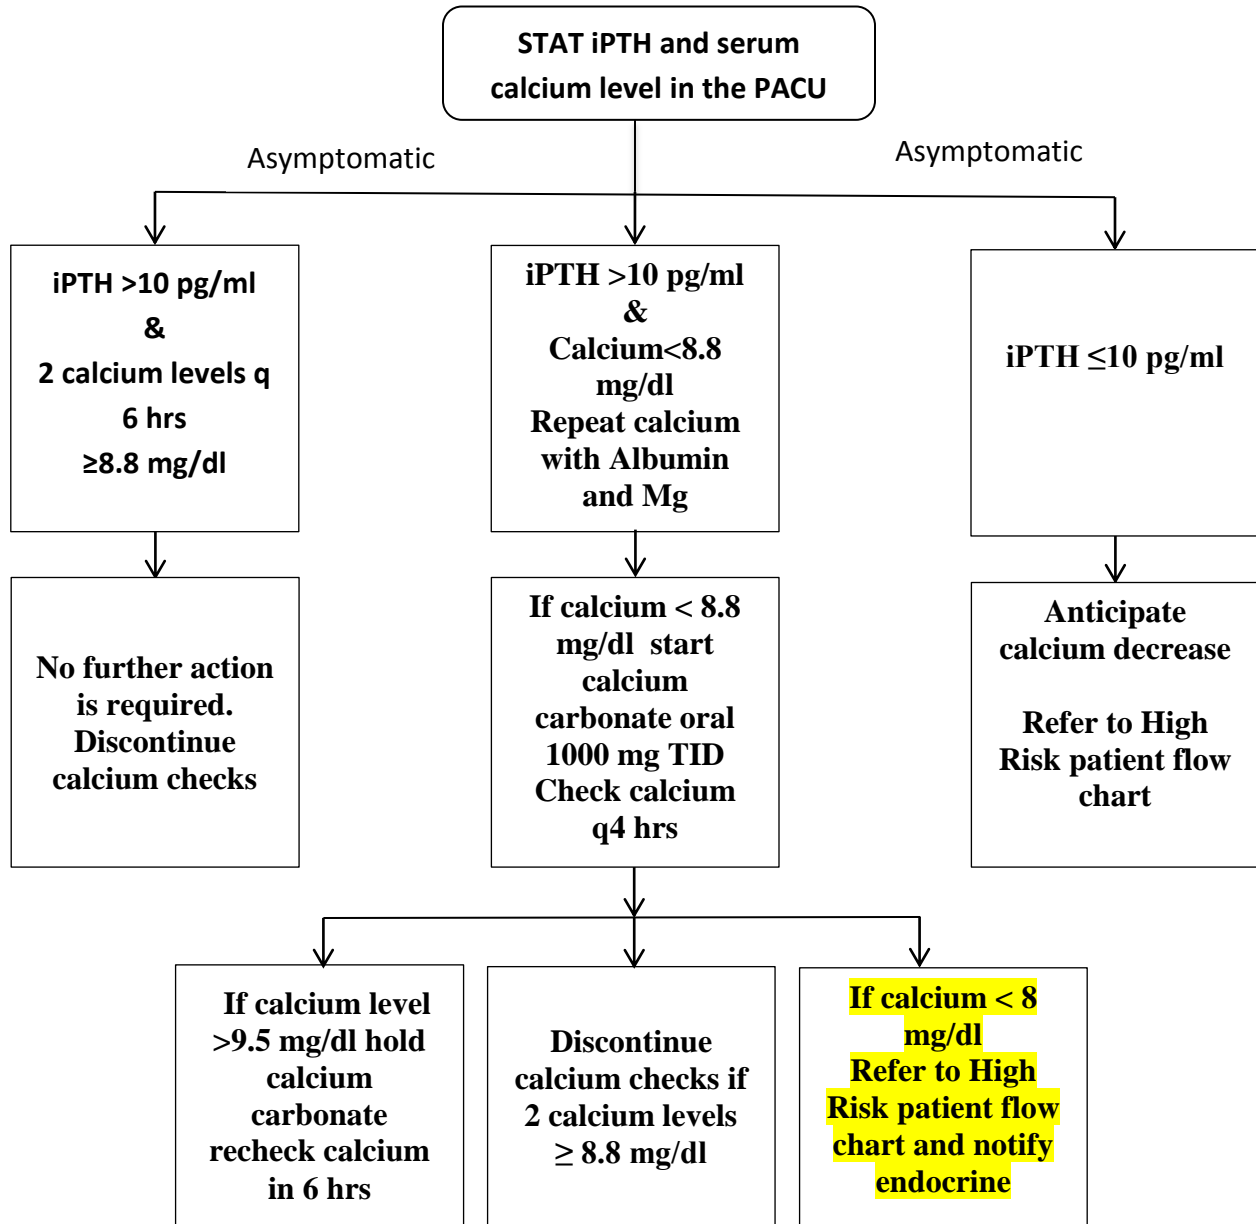 STAT iPTH and serum
calcium level in the PACU
Asymptomatic
Asymptomatic
iPTH >10 pg/ml
&
2 calcium levels q
6 hrs
≥8.8 mg/dl
iPTH >10 pg/ml
&
Calcium<8.8
mg/dl
Repeat calcium
with Albumin
and Mg
iPTH ≤10 pg/ml
No further action
is required.
Discontinue
calcium checks
If calcium < 8.8
mg/dl start
calcium
carbonate oral
1000 mg TID
Check calcium
q4 hrs
Anticipate
calcium decrease
Refer to High
Risk patient flow
chart
If calcium level
>9.5 mg/dl hold
calcium
carbonate
recheck calcium
in 6 hrs
Discontinue
calcium checks if
2 calcium levels
≥ 8.8 mg/dl
If calcium < 8
mg/dl
Refer to High
Risk patient flow
chart and notify
endocrine